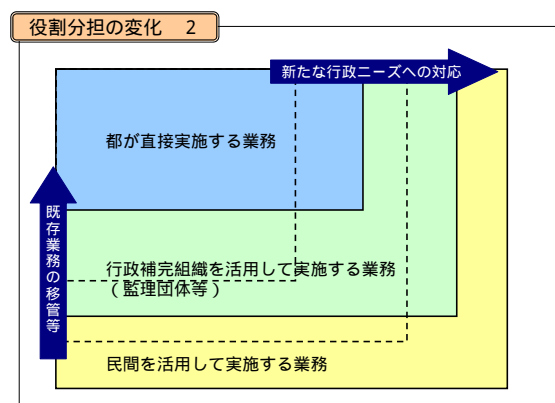 役割分担の変化　２
新たな行政ニーズへの対応
都が直接実施する業務
既存業務の移管等
行政補完組織を活用して実施する業務
（監理団体等）
民間を活用して実施する業務